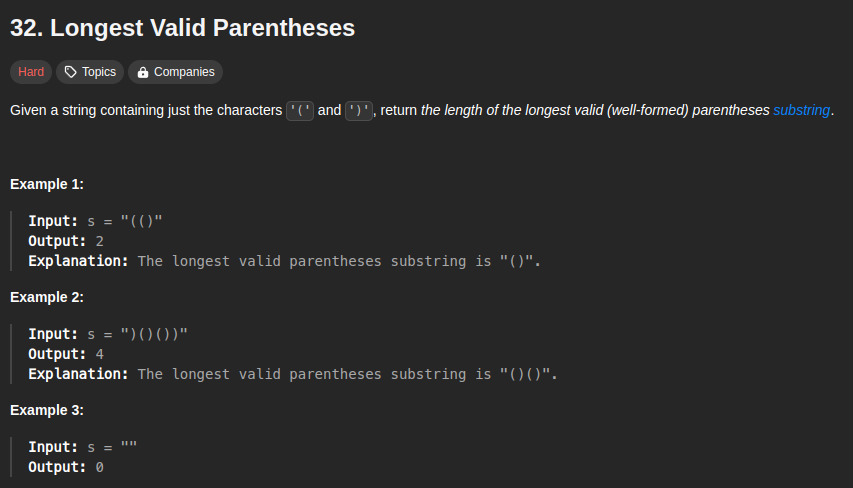 32. Longest Valid Parentheses
Hard Topics Companies
Given a string containing just the characters '(' and ')', return the length of the longest valid (well-formed) parentheses substring.
Example 1:
Input: s = "(()"
Output: 2
Explanation: The longest valid parentheses substring is "()".
Example 2:
Input: s = ")()())"
Output: 4
Explanation: The longest valid parentheses substring is "()()".
Example 3:
Input: s = ""
Output: 0